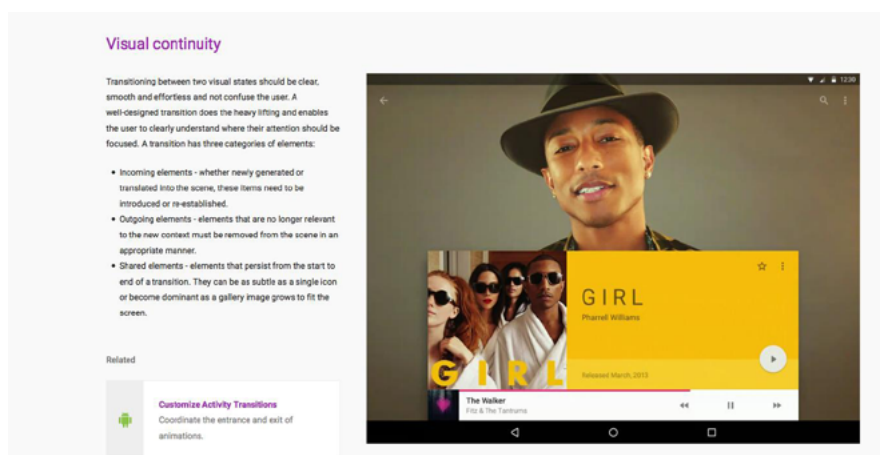 Visual continuity
Transitioning between two visual states should be clear,
smooth and effortless and not confuse the user. A
well-designed transition does the heavy lifting and enables
the user to clearly understand where their attention should be
focused. A transition has three categories of elements:
• Incoming elements - whether newly generated or
translated into the scene, these items need to be
introduced or re-established.
• Outgoing elements - elements that are no longer relevant
to the new context must be removed from the scene in an
appropriate manner.
• Shared elements - elements that persist from the start to
end of a transition. They can be as subtle as a single icon
or become dominant as a gallery image grows to fit the
screen.
Related
Customize Activity Transitions
Coordinate the entrance and exit of
animations.
12:30
GIRL
GIRL
Pharrell Williams
Released March, 2013
The Walker
Fitz & The Tantrums